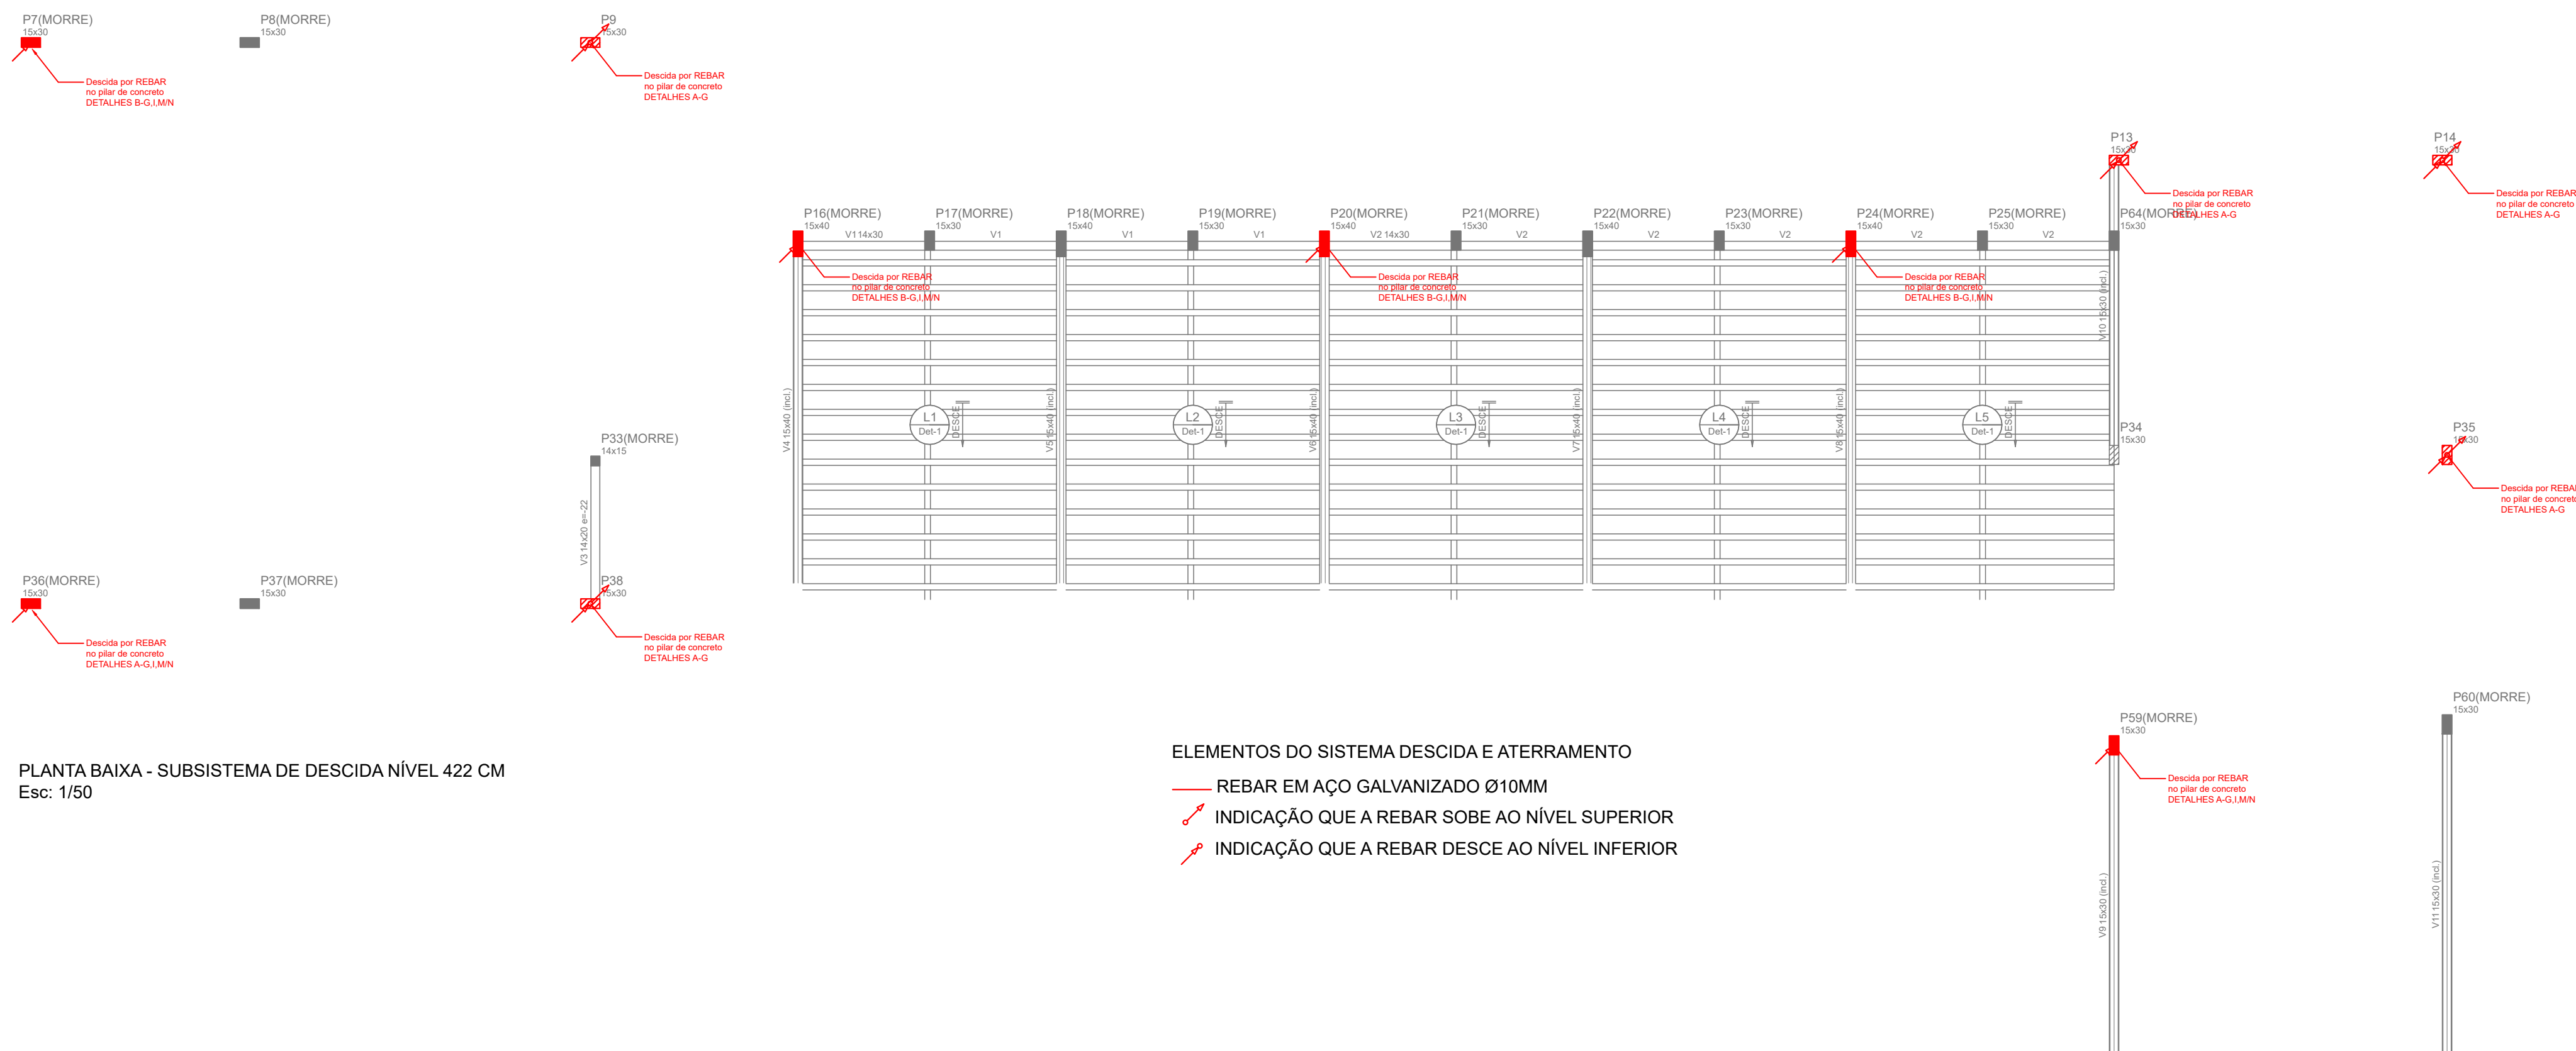 P7(MORRE)
15x30
Descida por REBAR
no pilar de concreto
DETALHES B-G,I,M/N
P8(MORRE)
15x30
P9
15x30
Descida por REBAR
no pilar de concreto
DETALHES A-G
P13
15x30
Descida por REBAR
no pilar de concreto
DETALHES A-G
P14
15x30
Descida por REBAR
no pilar de concreto
DETALHES A-G
P16(MORRE)
15x40
V1 14x30
P17(MORRE)
15x30
V1
P18(MORRE)
15x40
V1
P19(MORRE)
15x30
V1
P20(MORRE)
15x40
V2 14x30
P21(MORRE)
15x30
V2
P22(MORRE)
15x40
V2
P23(MORRE)
15x30
V2
P24(MORRE)
15x40
V2
P25(MORRE)
15x30
V2
P64(MORRE)
15x30
Descida por REBAR
no pilar de concreto
DETALHES B-G,I,M/N
Descida por REBAR
no pilar de concreto
DETALHES B-G,I,M/N
Descida por REBAR
no pilar de concreto
DETALHES B-G,I,M/N
V10 15x30 (incl.)
V4 15x40 (incl.)
L1
Det-1
DESCE
V5 15x40 (incl.)
L2
Det-1
DESCE
V6 15x40 (incl.)
L3
Det-1
DESCE
V7 15x40 (incl.)
L4
Det-1
DESCE
V8 15x40 (incl.)
L5
Det-1
DESCE
P34
15x30
P35
15x30
Descida por REBAR
no pilar de concreto
DETALHES A-G
P33(MORRE)
14x15
V3 14x20 e=-22
P36(MORRE)
15x30
Descida por REBAR
no pilar de concreto
DETALHES A-G,I,M/N
P37(MORRE)
15x30
P38
15x30
Descida por REBAR
no pilar de concreto
DETALHES A-G
P59(MORRE)
15x30
Descida por REBAR
no pilar de concreto
DETALHES A-G,I,M/N
V9 15x30 (incl.)
P60(MORRE)
15x30
V11 15x30 (incl.)
PLANTA BAIXA - SUBSISTEMA DE DESCIDA NÍVEL 422 CM
Esc: 1/50
ELEMENTOS DO SISTEMA DESCIDA E ATERRAMENTO
REBAR EM AÇO GALVANIZADO Ø10MM
INDICAÇÃO QUE A REBAR SOBE AO NÍVEL SUPERIOR
INDICAÇÃO QUE A REBAR DESCE AO NÍVEL INFERIOR